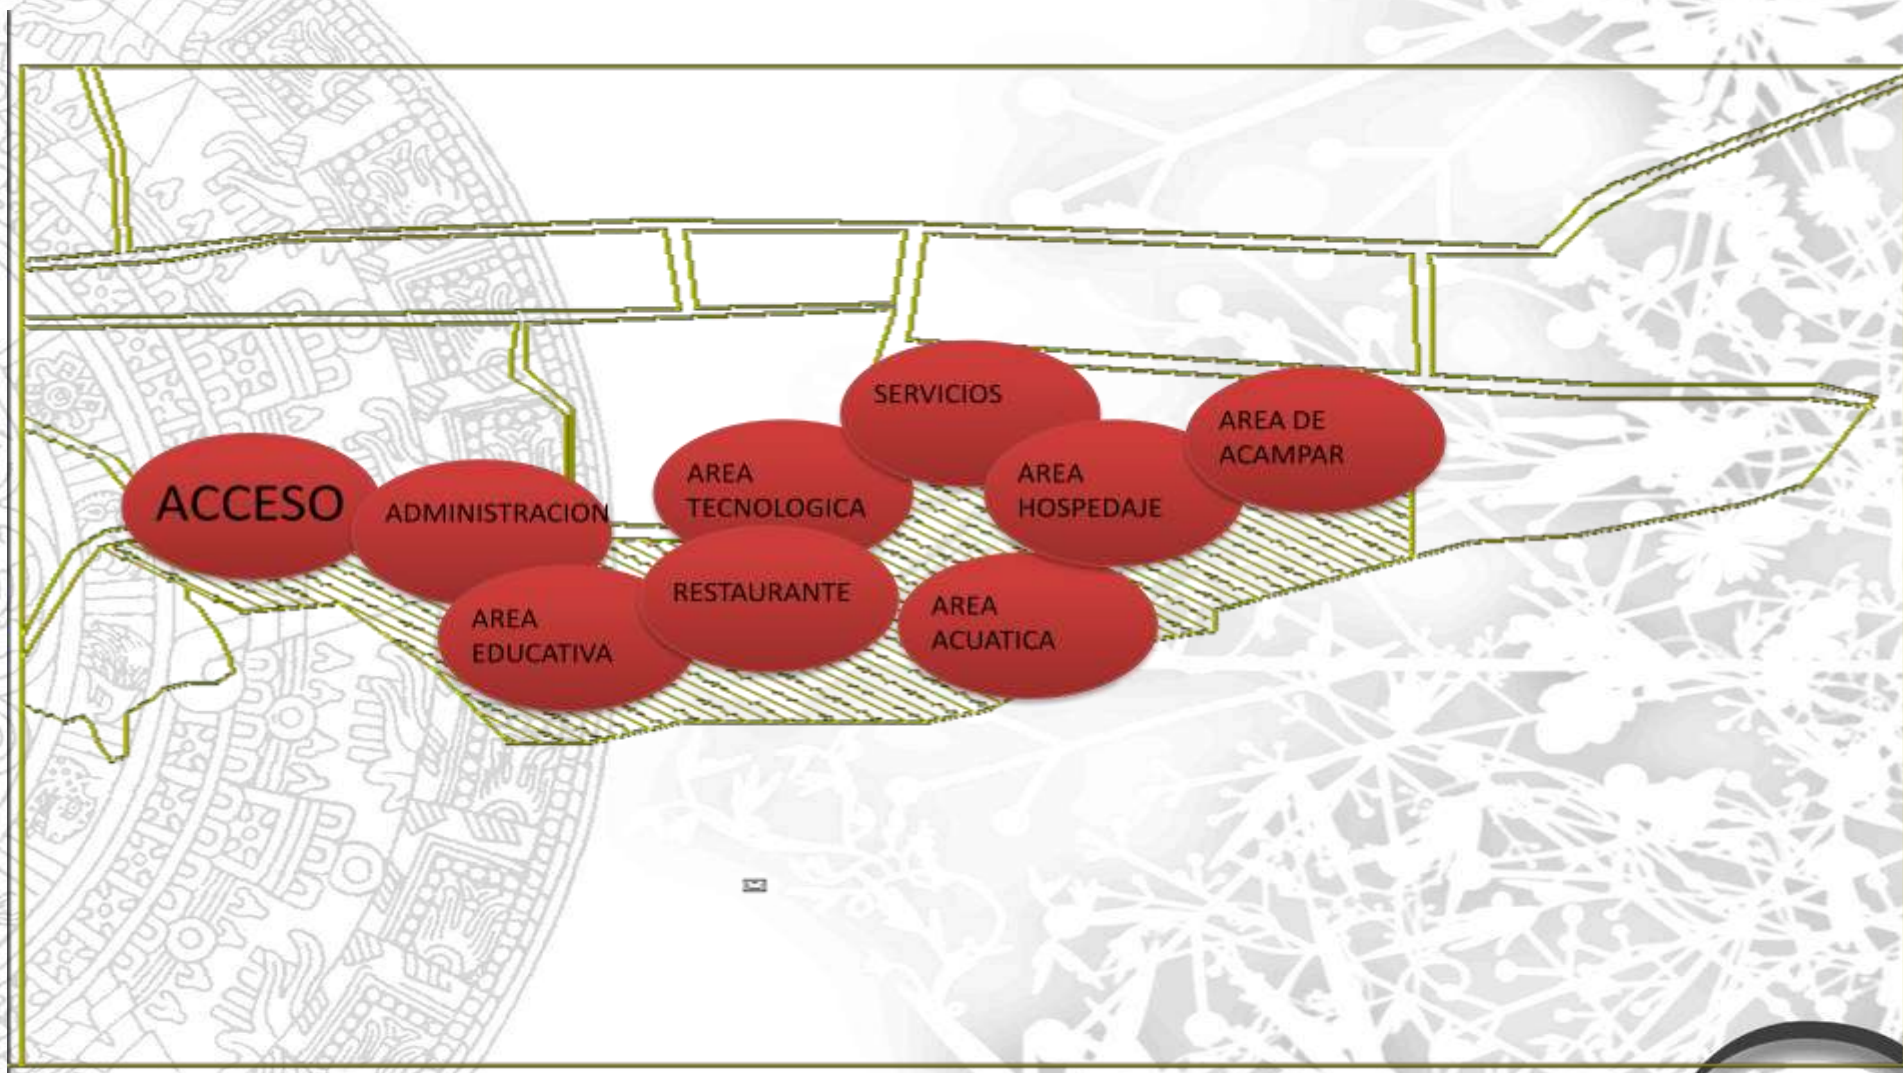 SERVICIOS
AREA DE
ACAMPAR
AREA
TECNOLOGICA
AREA
HOSPEDAJE
ACCESO
ADMINISTRACION
RESTAURANTE
AREA
EDUCATIVA
AREA
ACUATICA